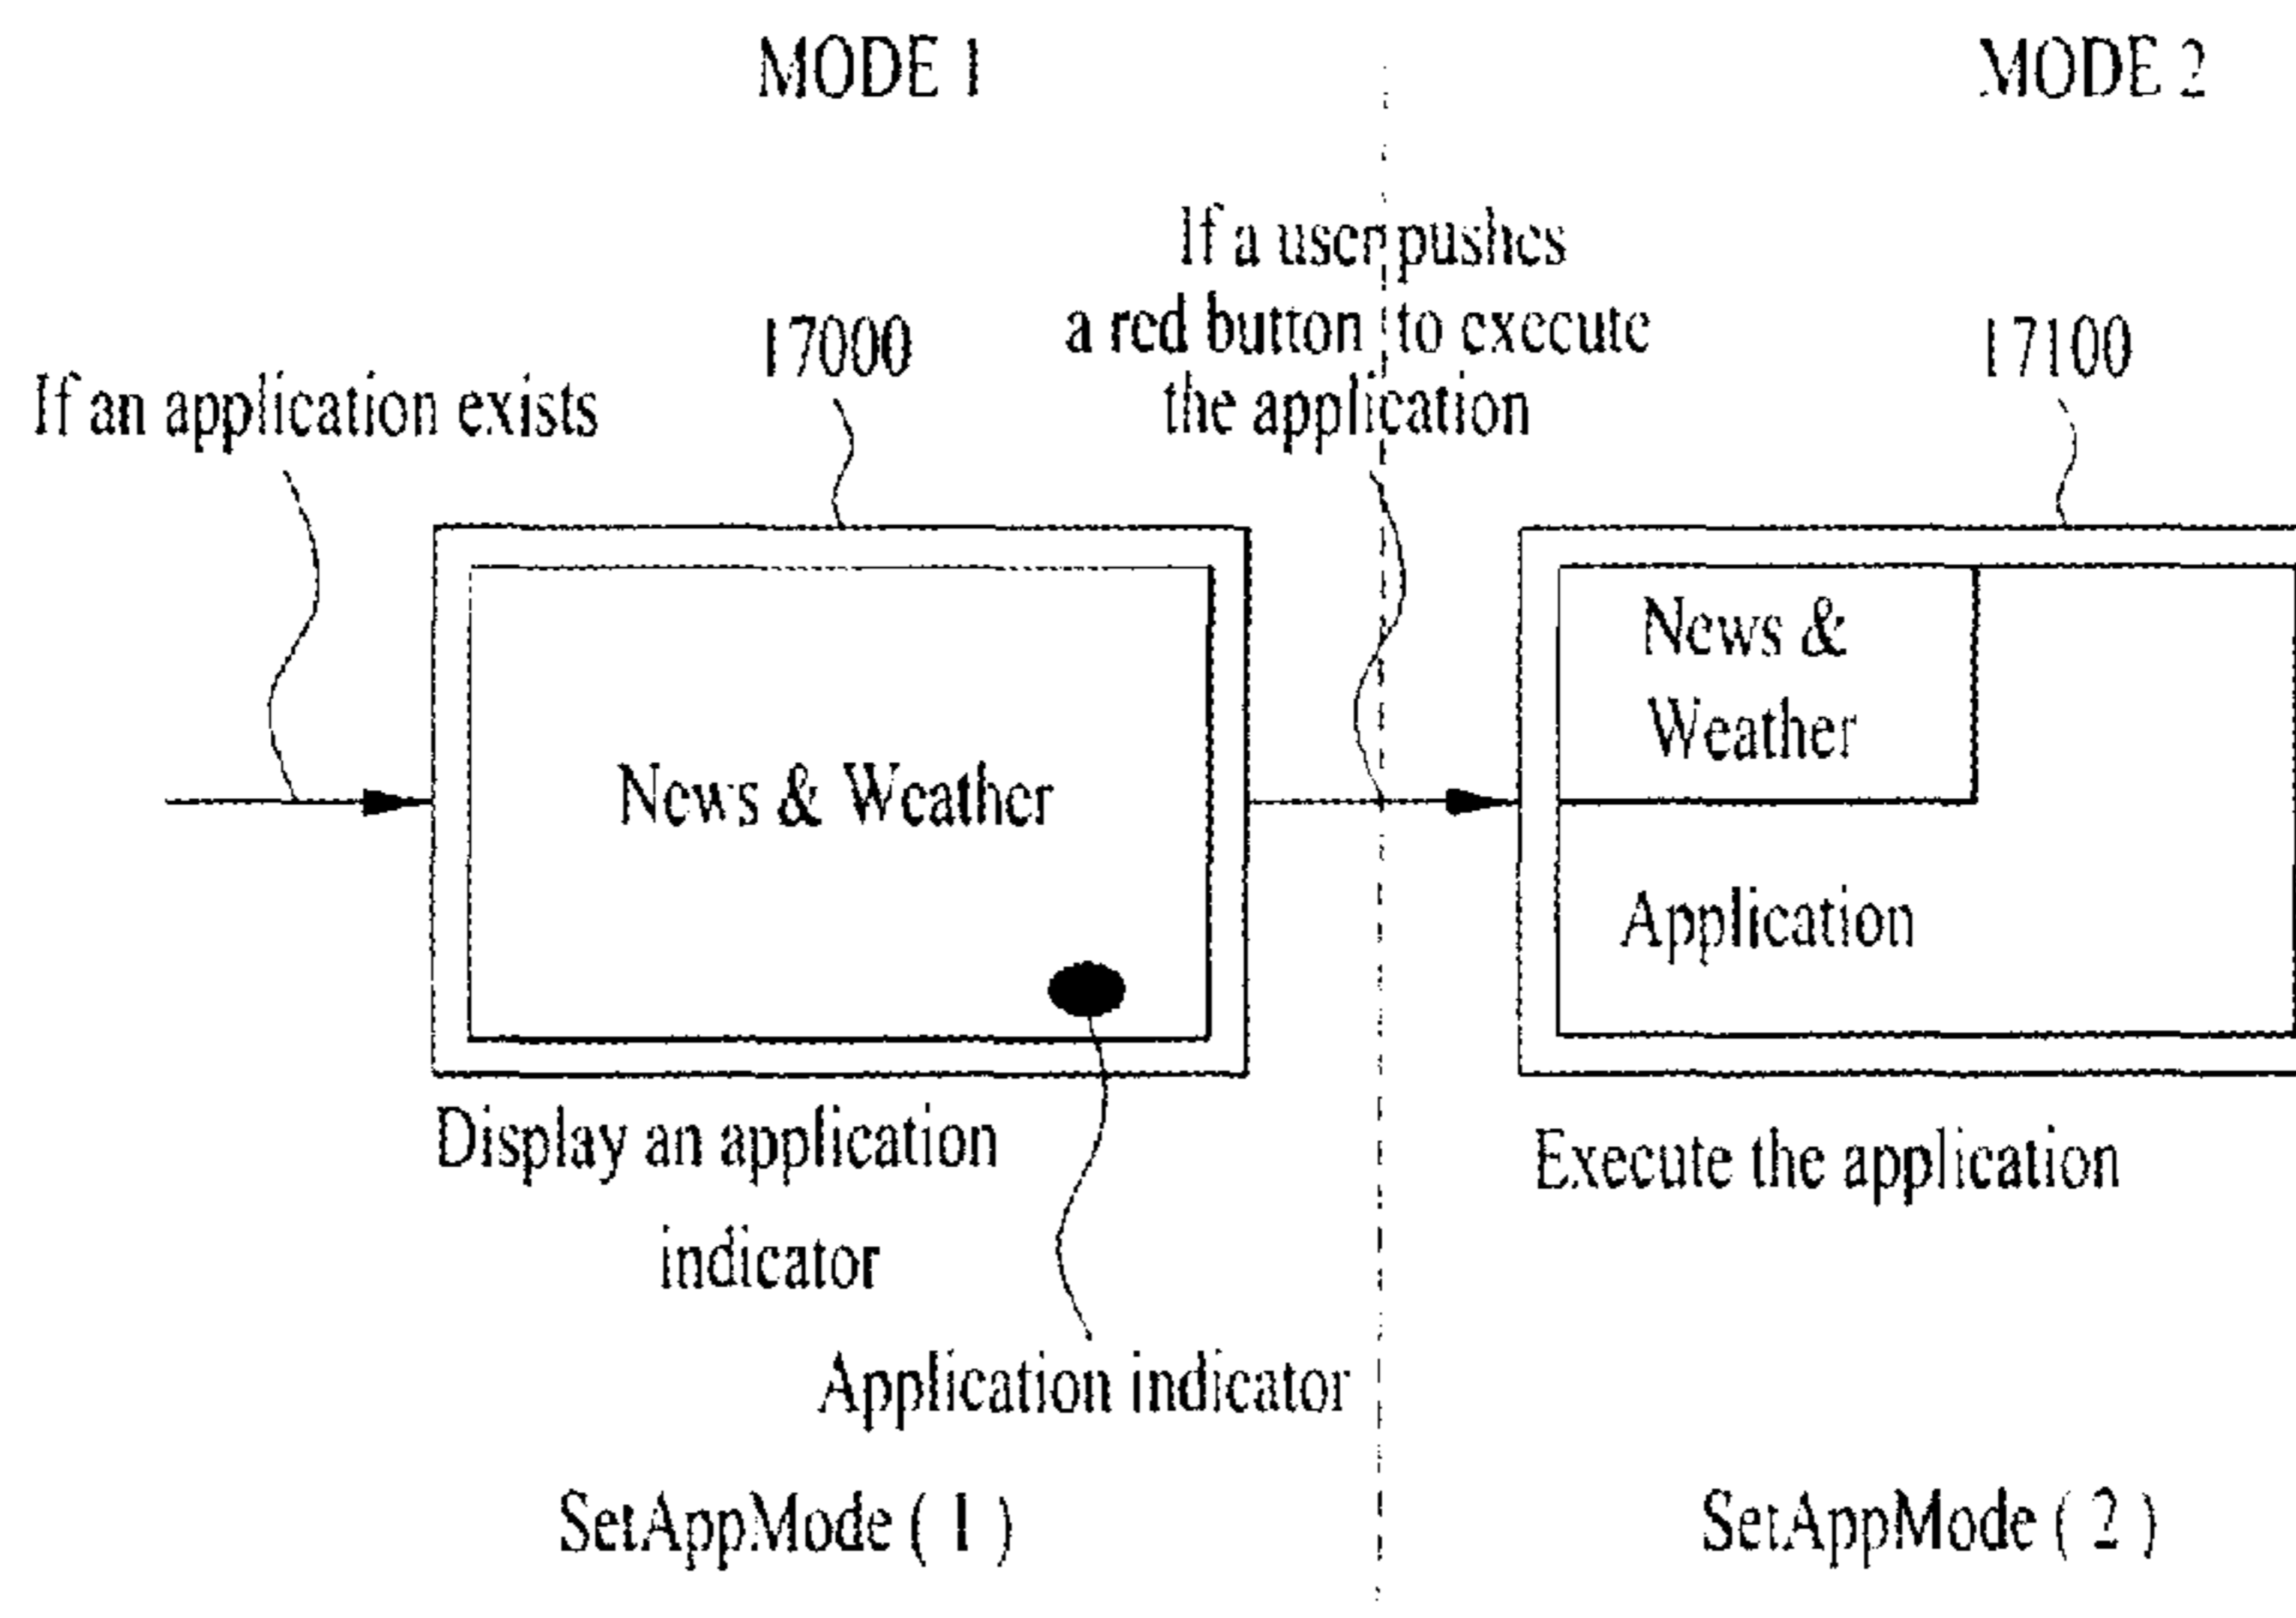 MODE 1
MODE 2
If an application exists
17000
If a user pushes
a red button to execute
the application
17100
News & Weather
News &
Weather
Application
Display an application
indicator
Execute the application
Application indicator
SetAppMode ( 1 )
SetAppMode ( 2 )